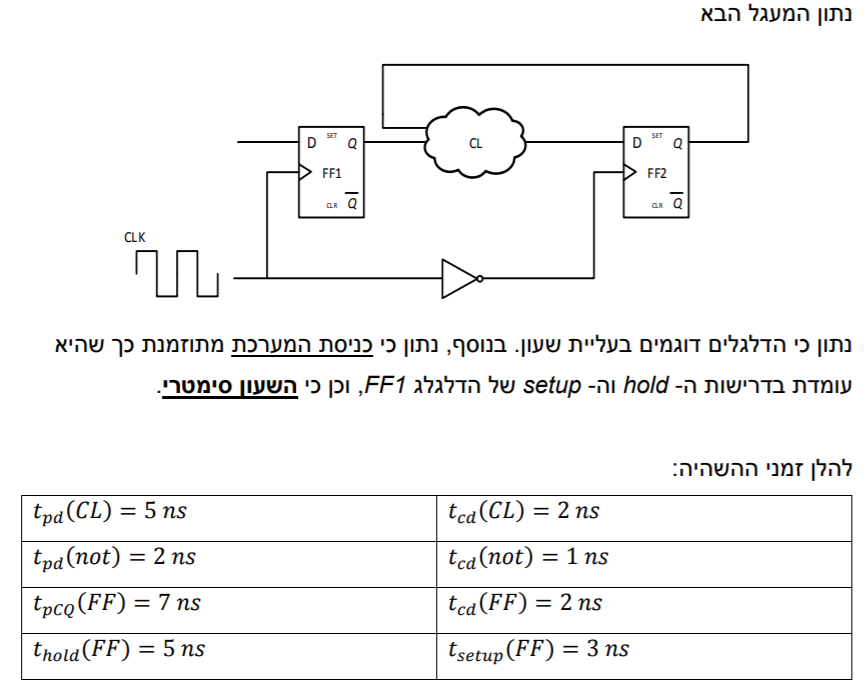 נתון המעגל הבא
D SET Q
FF1
CLR Q
CL
D SET Q
FF2
CLR Q
CLK
נתון כי הדלגלים דוגמים בעליית שעון. בנוסף, נתון כי כניסת המערכת מתוזמנת כך שהיא
עומדת בדרישות ה- hold וה- setup של הדלגלג FF1, וכן כי השעון סימטרי.
להלן זמני ההשהיה:
t_pd(CL) = 5 ns t_cd(CL) = 2 ns
t_pd(not) = 2 ns t_cd(not) = 1 ns
t_pCQ(FF) = 7 ns t_cd(FF) = 2 ns
t_hold(FF) = 5 ns t_setup(FF) = 3 ns